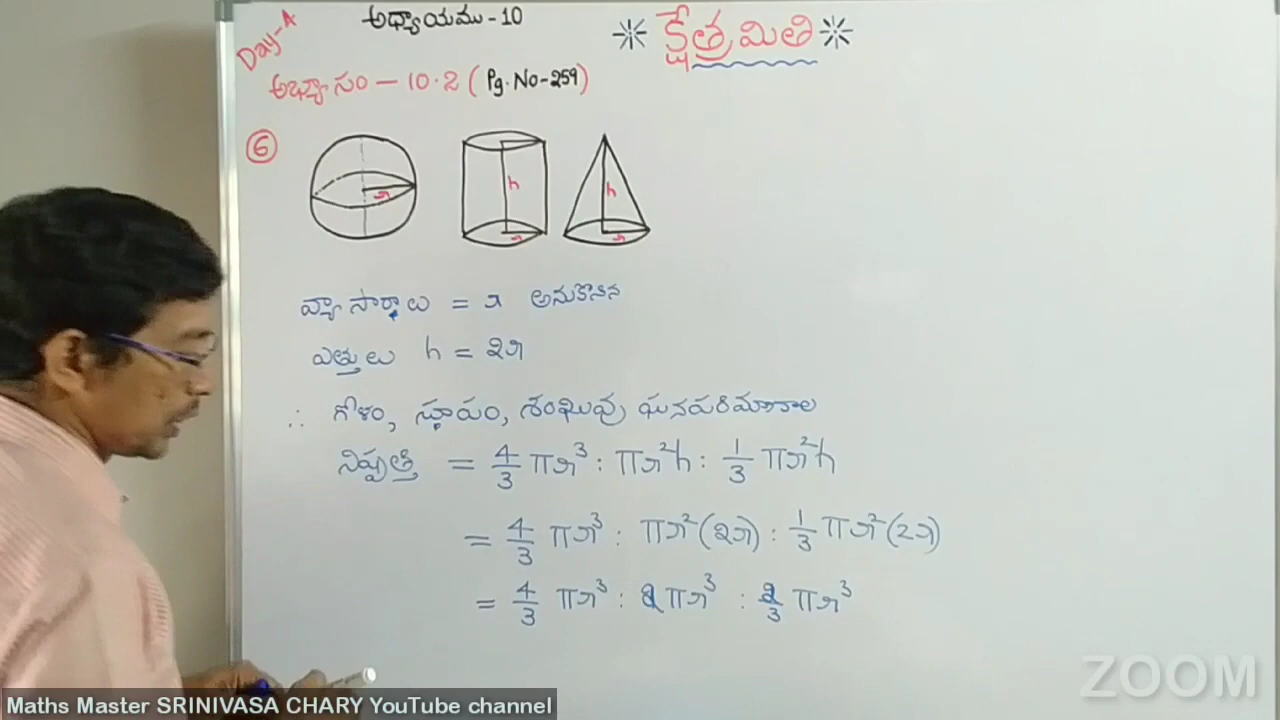 Day-A
అధ్యాయము - 10
క్షేత్రమితి
అభ్యాసం - 10.2 (Pg. No-259)
6
r
h
r
h
r
వ్యాసార్థాలు = r అనుకొనిన
ఎత్తులు h = 2r
∴ గోళం, స్థూపం, శంఖువు ఘనపరిమాణాల
నిష్పత్తి = 4/3 πr³ : πr²h : 1/3 πr²h
= 4/3 πr³ : πr²(2r) : 1/3 πr²(2r)
= 4/3 πr³ : 2πr³ : 2/3 πr³
ZOOM
Maths Master SRINIVASA CHARY YouTube channel